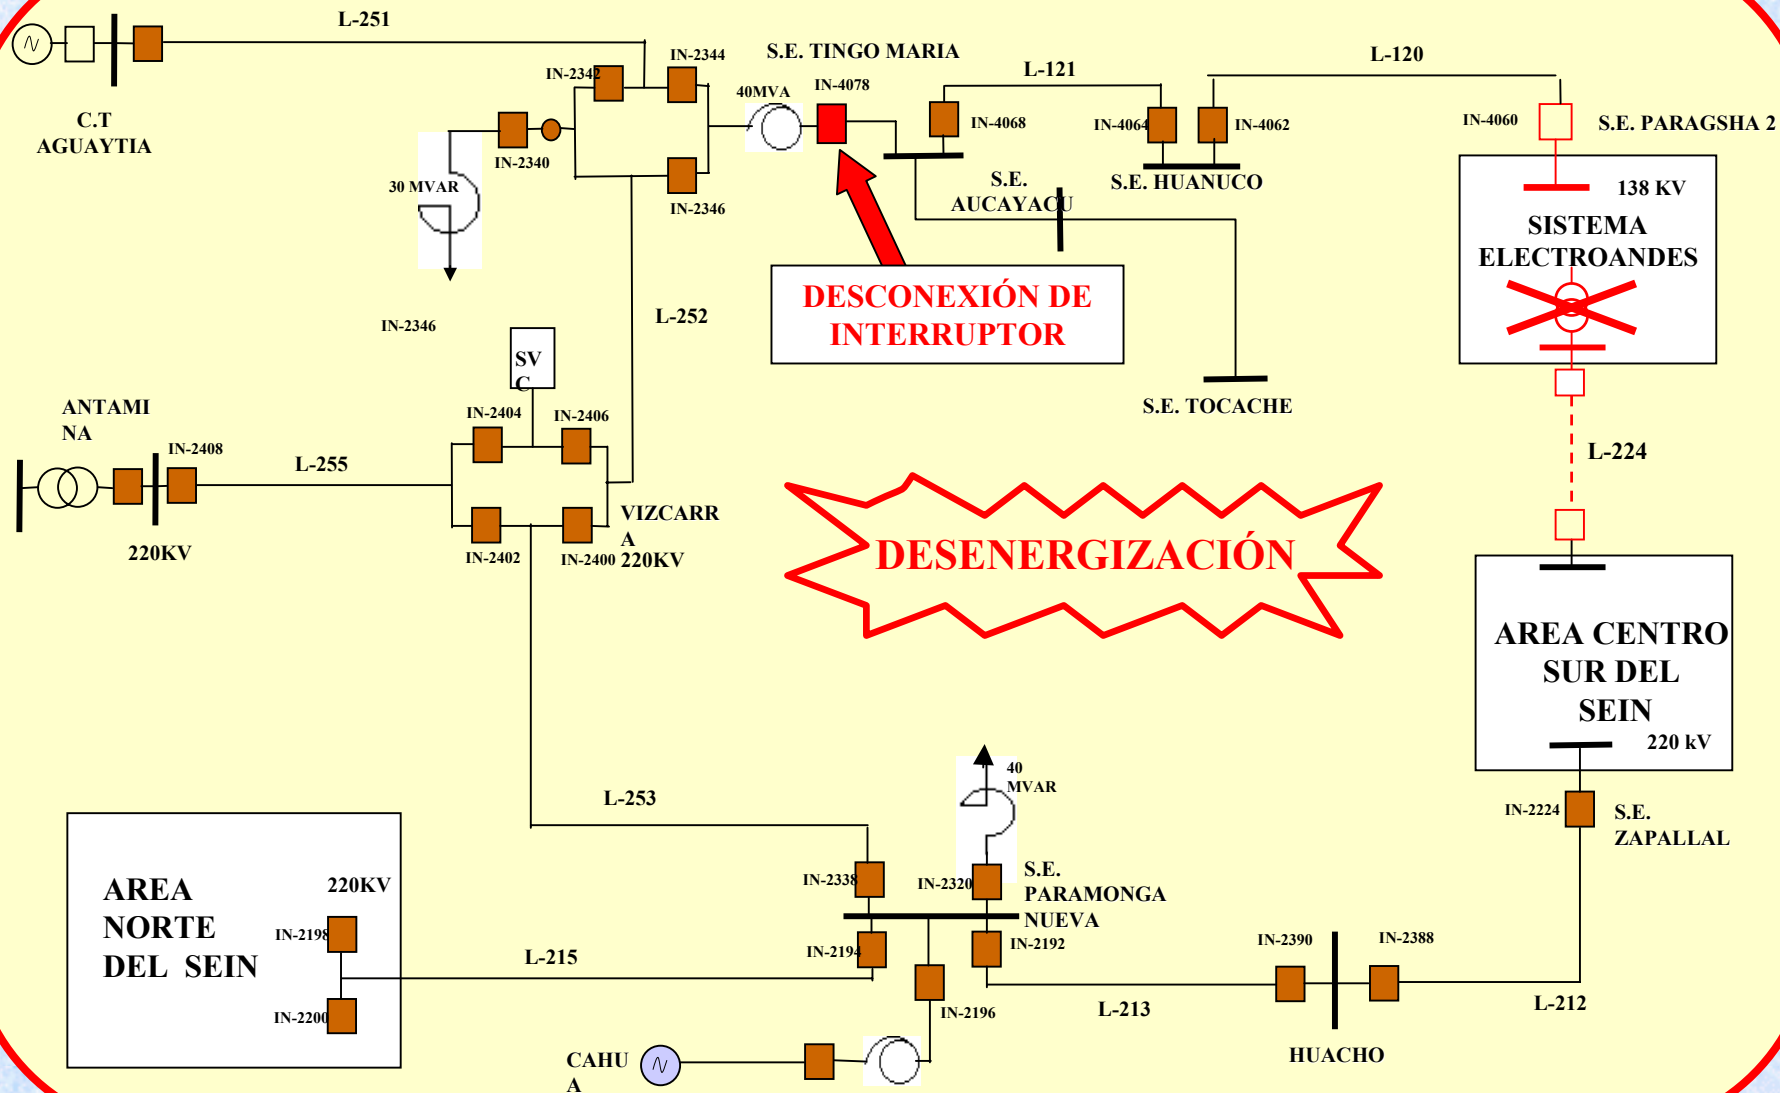 L-251
C.T
AGUAYTIA
IN-2342
IN-2344
S.E. TINGO MARIA
40MVA
IN-4078
L-121
L-120
IN-2340
IN-4068
IN-4064
IN-4062
IN-4060
S.E. PARAGSHA 2
30 MVAR
IN-2346
S.E.
AUCAYACU
S.E. HUANUCO
138 KV
SISTEMA
ELECTROANDES
DESCONEXIÓN DE
INTERRUPTOR
L-252
IN-2346
SV
C
S.E. TOCACHE
ANTAMI
NA
IN-2408
L-255
IN-2404
IN-2406
L-224
220KV
IN-2402
IN-2400
VIZCARR
A
220KV
DESENERGIZACIÓN
AREA CENTRO
SUR DEL
SEIN
220 kV
L-253
40
MVAR
IN-2224
S.E.
ZAPALLAL
AREA
NORTE
DEL SEIN
220KV
IN-2198
IN-2200
L-215
IN-2338
IN-2320
S.E.
PARAMONGA
NUEVA
IN-2194
IN-2192
IN-2196
L-213
IN-2390
IN-2388
L-212
HUACHO
CAHU
A